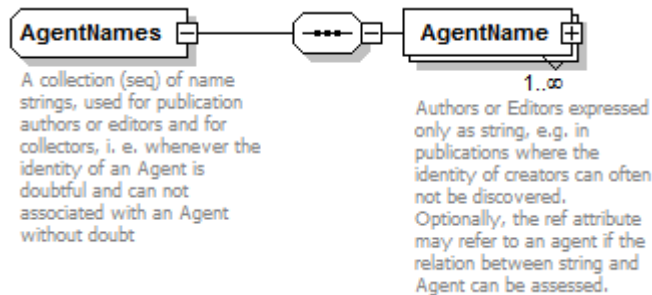 AgentNames
AgentName
1..∞
A collection (seq) of name
strings, used for publication
authors or editors and for
collectors, i. e. whenever the
identity of an Agent is
doubtful and can not
associated with an Agent
without doubt
Authors or Editors expressed
only as string, e.g. in
publications where the
identity of creators can often
not be discovered.
Optionally, the ref attribute
may refer to an agent if the
relation between string and
Agent can be assessed.